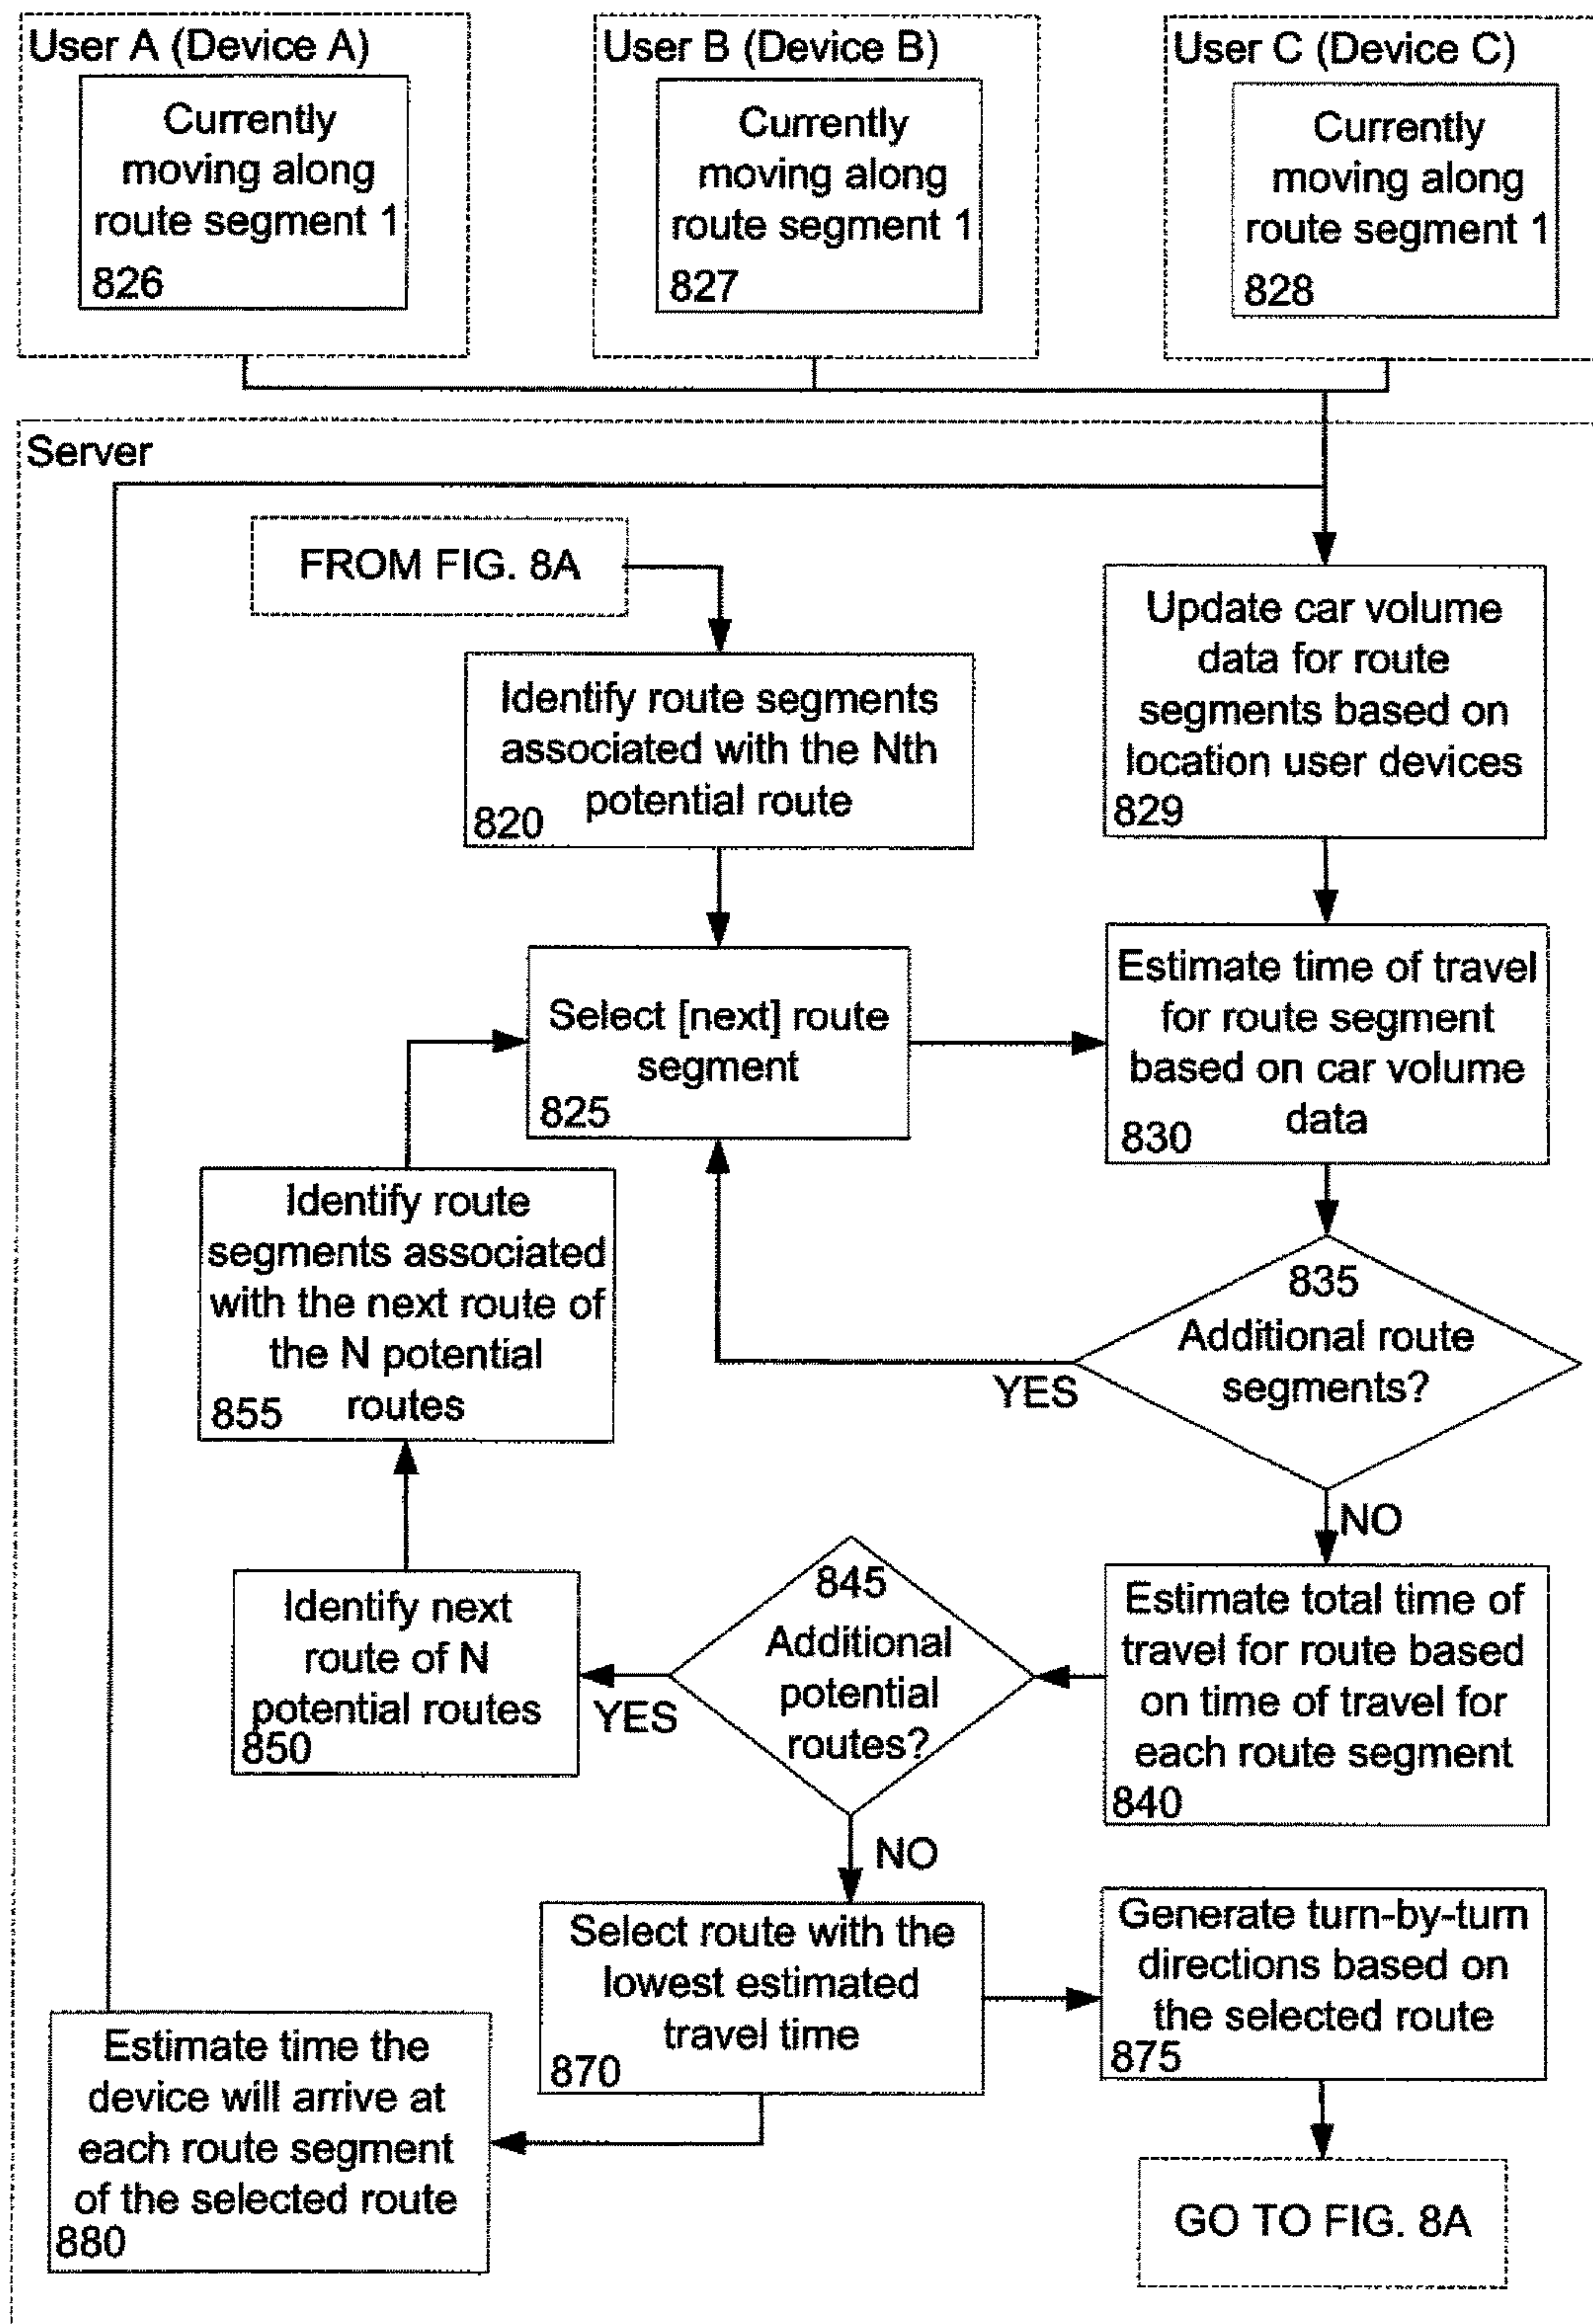 User A (Device A)
Currently
moving along
route segment 1
826
User B (Device B)
Currently
moving along
route segment 1
827
User C (Device C)
Currently
moving along
route segment 1
828
Server
FROM FIG. 8A
Identify route segments
associated with the Nth
potential route
820
Update car volume
data for route
segments based on
location user devices
829
Select [next] route
segment
825
Estimate time of travel
for route segment
based on car volume
data
830
Identify route
segments associated
with the next route of
the N potential
routes
855
835
Additional route
segments?
YES
NO
Identify next
route of N
potential routes
850
YES
845
Additional
potential
routes?
NO
Estimate total time of
travel for route based
on time of travel for
each route segment
840
Select route with the
lowest estimated
travel time
870
Generate turn-by-turn
directions based on
the selected route
875
Estimate time the
device will arrive at
each route segment
of the selected route
880
GO TO FIG. 8A